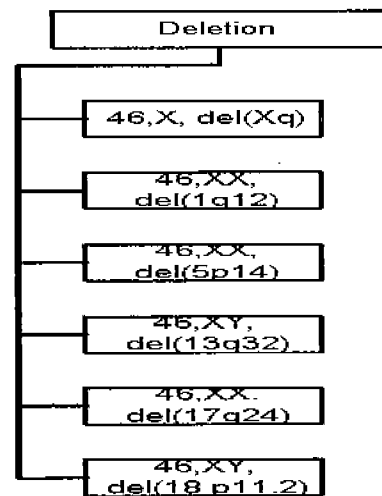 Deletion
46,X, del(Xq)
46,XX,
del(1q12)
46,XX,
del(5p14)
46,XY,
del(13q32)
46,XX.
del(17q24)
46,XY,
del(18 p11.2)